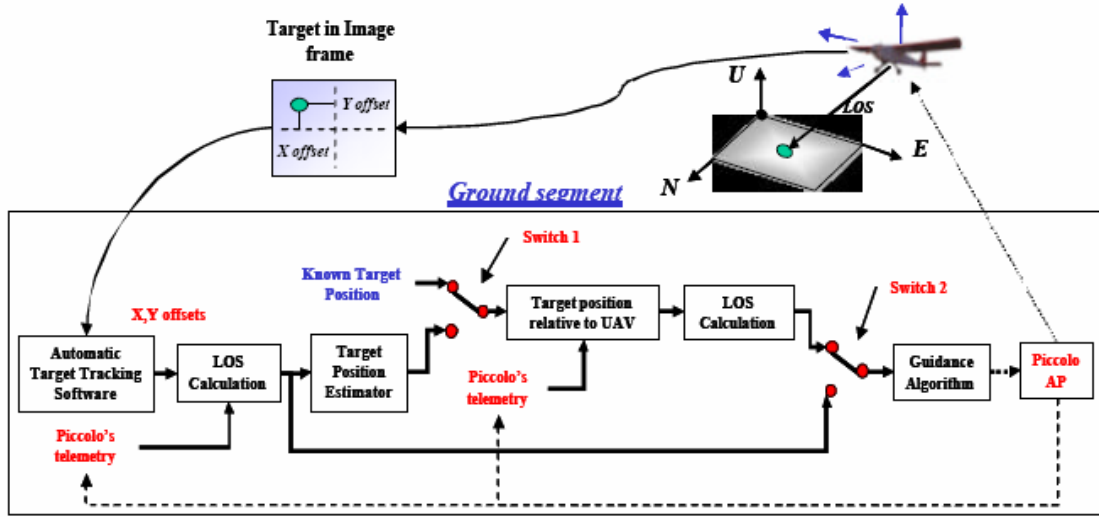 Target in Image
frame
Y offset
X offset
U
LOS
E
N
Ground segment
Switch 1
Known Target
Position
Switch 2
X,Y offsets
Target position
relative to UAV
LOS
Calculation
Automatic
Target Tracking
Software
LOS
Calculation
Target
Position
Estimator
Guidance
Algorithm
Piccolo
AP
Piccolo's
telemetry
Piccolo's
telemetry